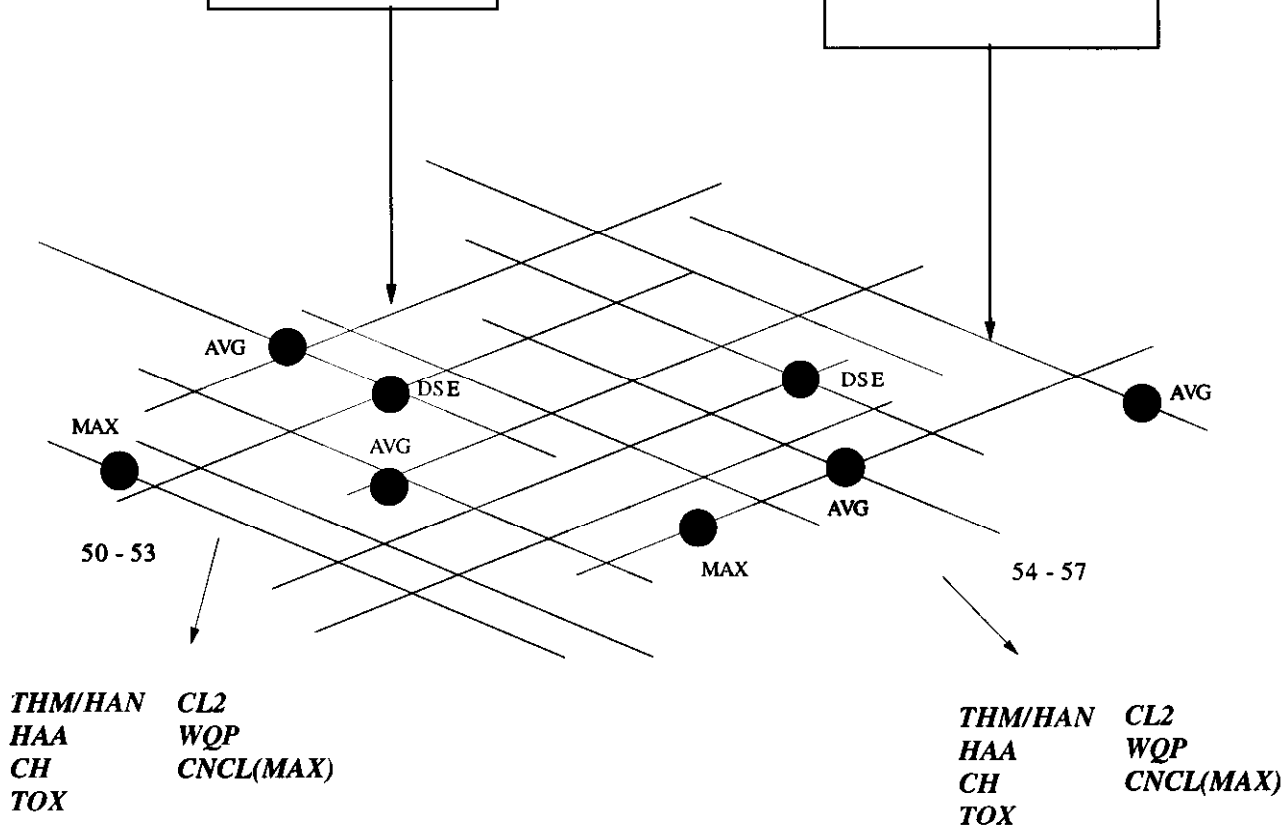 AVG
DSE
MAX
AVG
DSE
AVG
AVG
MAX
50 - 53
54 - 57
THM/HAN CL2
HAA WQP
CH CNCL(MAX)
TOX
THM/HAN CL2
HAA WQP
CH CNCL(MAX)
TOX